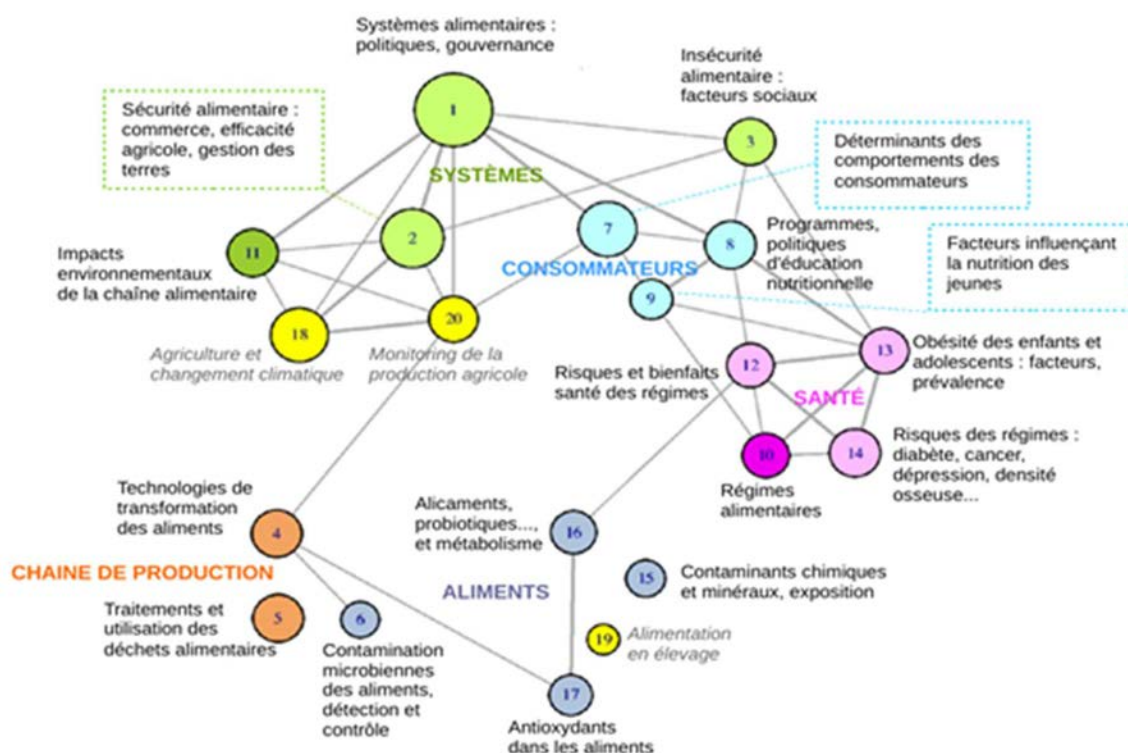 Systèmes alimentaires :
politiques, gouvernance
1
Insécurité
alimentaire :
facteurs sociaux
3
Sécurité alimentaire :
commerce, efficacité
agricole, gestion des
terres
Déterminants des
comportements des
consommateurs
SYSTÈMES
2
7
8
Programmes,
politiques
d'éducation
nutritionnelle
Facteurs influençant
la nutrition des
jeunes
11
Impacts
environnementaux
de la chaîne alimentaire
CONSOMMATEURS
9
18
20
Agriculture et
changement climatique
Monitoring de la
production agricole
Risques et bienfaits
santé des régimes
12
13
Obésité des enfants et
adolescents : facteurs,
prévalence
SANTÉ
10
14
Risques des régimes :
diabète, cancer,
dépression, densité
osseuse...
Régimes
alimentaires
Technologies de
transformation
des aliments
4
Alicaments,
probiotiques...,
et métabolisme
16
CHAINE DE PRODUCTION
ALIMENTS
15
Contaminants chimiques
et minéraux, exposition
Traitements et
utilisation des
déchets alimentaires
5
6
Contamination
microbiennes
des aliments,
détection et
contrôle
19
Alimentation
en élevage
17
Antioxydants
dans les aliments